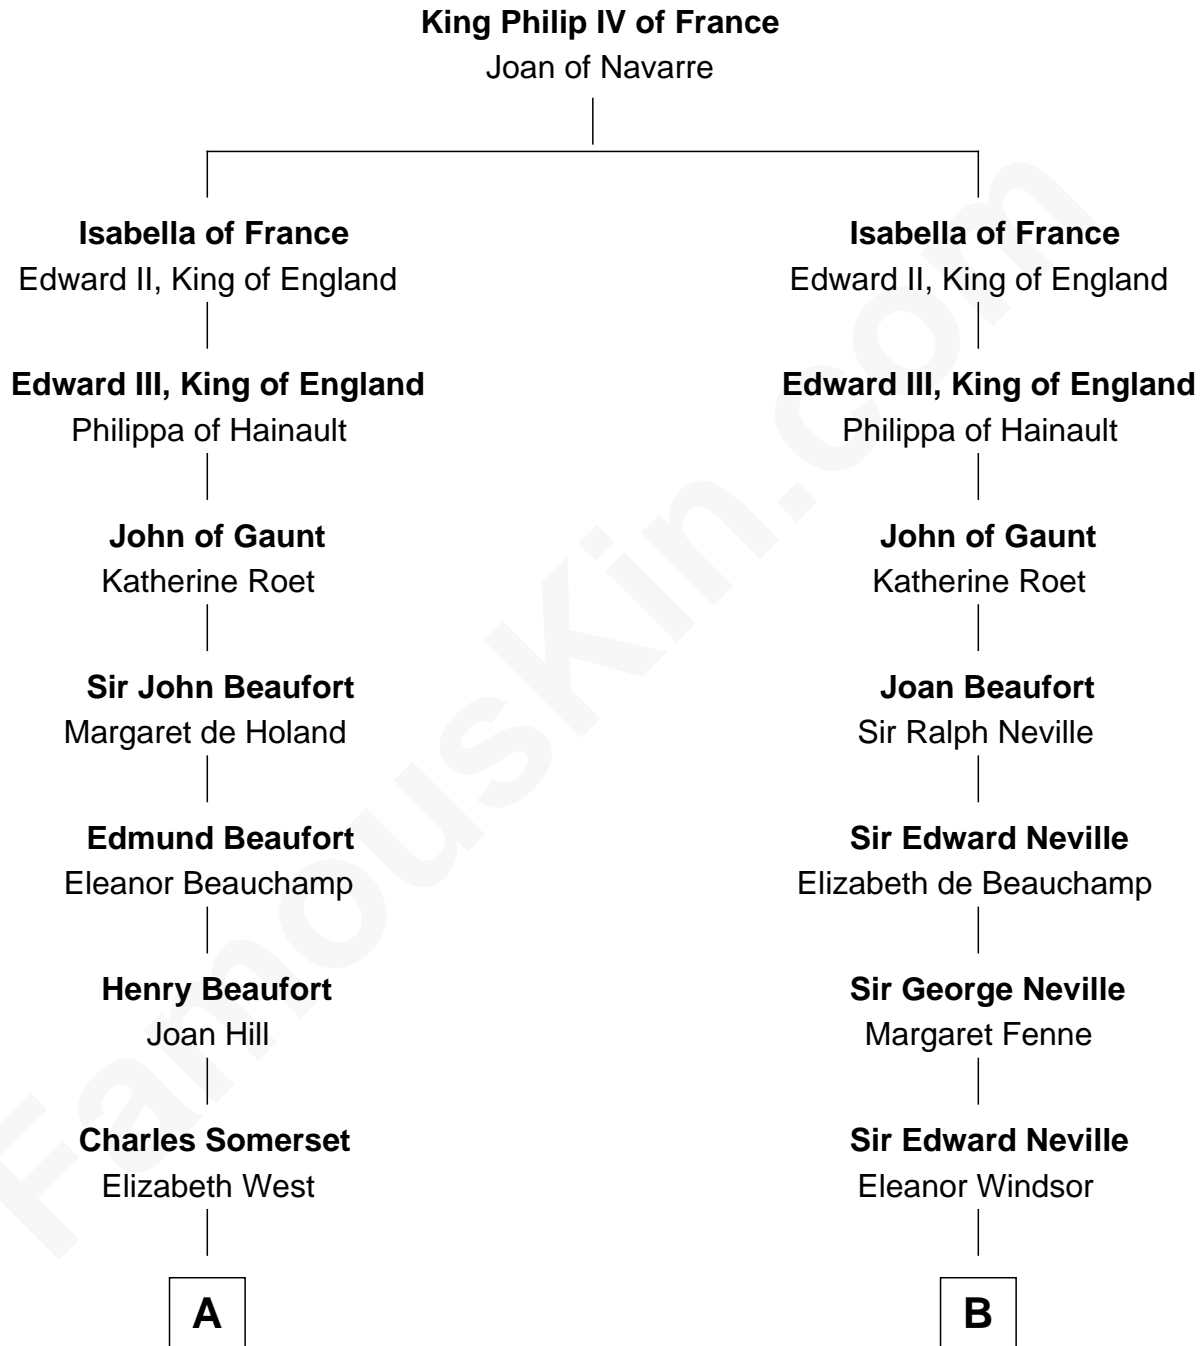 King Philip IV of France
Joan of Navarre
Isabella of France
Edward II, King of England
Isabella of France
Edward II, King of England
Edward III, King of England
Philippa of Hainault
Edward III, King of England
Philippa of Hainault
John of Gaunt
Katherine Roet
John of Gaunt
Katherine Roet
Sir John Beaufort
Margaret de Holand
Joan Beaufort
Sir Ralph Neville
Edmund Beaufort
Eleanor Beauchamp
Sir Edward Neville
Elizabeth de Beauchamp
Henry Beaufort
Joan Hill
Sir George Neville
Margaret Fenne
Charles Somerset
Elizabeth West
Sir Edward Neville
Eleanor Windsor
A
B
FamousKin.com